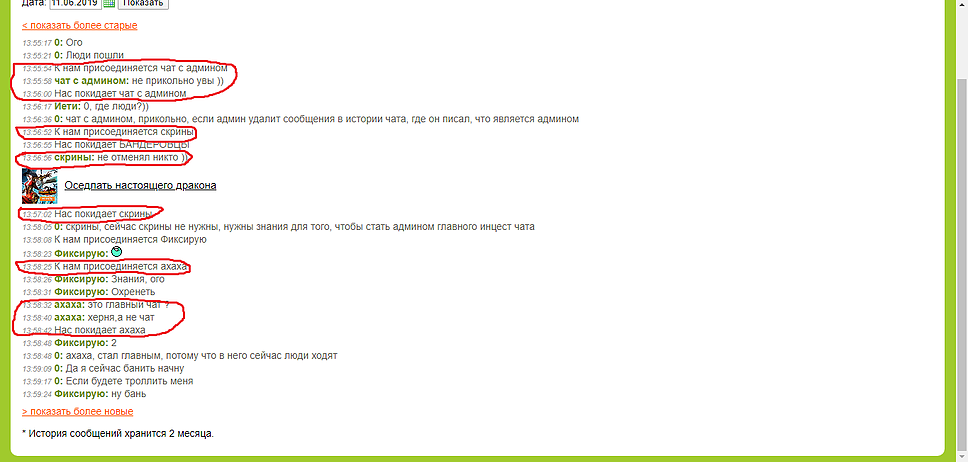 Дата: 11.06.2019 Показать
< показать более старые
13:55:17 0: Ого
13:55:21 0: Люди пошли
13:55:54 К нам присоединяется чат с админом
13:55:58 чат с админом: не прикольно увы ))
13:56:00 Нас покидает чат с админом
13:56:17 Йети: 0, где люди?))
13:56:36 0: чат с админом, прикольно, если админ удалит сообщения в истории чата, где он писал, что является админом
13:56:52 К нам присоединяется скрины
13:56:55 Нас покидает БАНДЕРОВЦЫ
13:56:56 скрины: не отменял никто ))
Оседлать настоящего дракона
13:57:02 Нас покидает скрины
13:58:05 0: скрины, сейчас скрины не нужны, нужны знания для того, чтобы стать админом главного инцест чата
13:58:08 К нам присоединяется Фиксирую
13:58:23 Фиксирую:
13:58:25 К нам присоединяется ахаха
13:58:26 Фиксирую: Знания, ого
13:58:31 Фиксирую: Охренеть
13:58:32 ахаха: это главный чат ?
13:58:40 ахаха: херня,а не чат
13:58:42 Нас покидает ахаха
13:58:48 Фиксирую: 2
13:58:48 0: ахаха, стал главным, потому что в него сейчас люди ходят
13:59:09 0: Да я сейчас банить начну
13:59:17 0: Если будете троллить меня
13:59:24 Фиксирую: ну бань
> показать более новые
* История сообщений хранится 2 месяца.